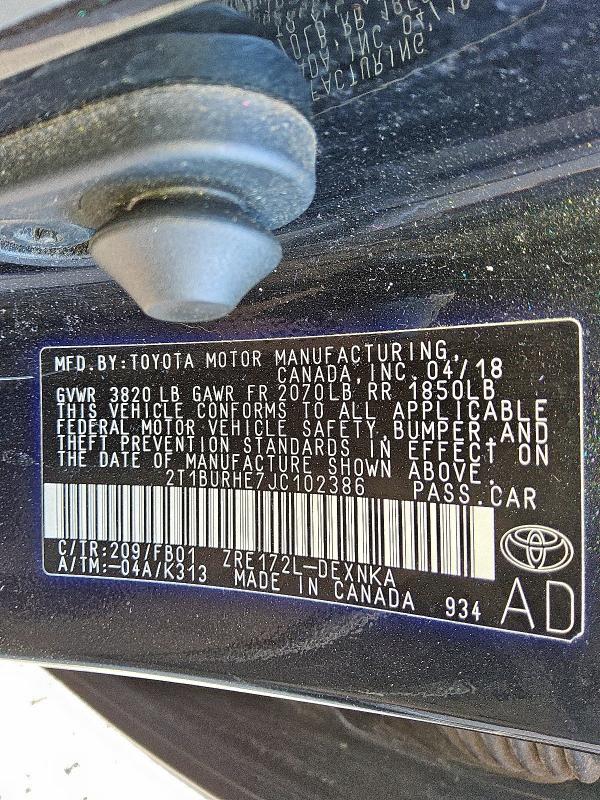 MFD.BY:TOYOTA MOTOR MANUFACTURING,
CANADA,INC. 04/18
GVWR 3820 LB GAWR FR 2070LB RR 1850LB
THIS VEHICLE CONFORMS TO ALL APPLICABLE
FEDERAL MOTOR VEHICLE SAFETY,BUMPER,AND
THEFT PREVENTION STANDARDS IN EFFECT ON
THE DATE OF MANUFACTURE SHOWN ABOVE.
2T1BURHE7JC102386 PASS.CAR
C/TR:209/FB01 ZRE172L-DEXNKA
A/TM:-04A/K313 MADE IN CANADA 934 AD